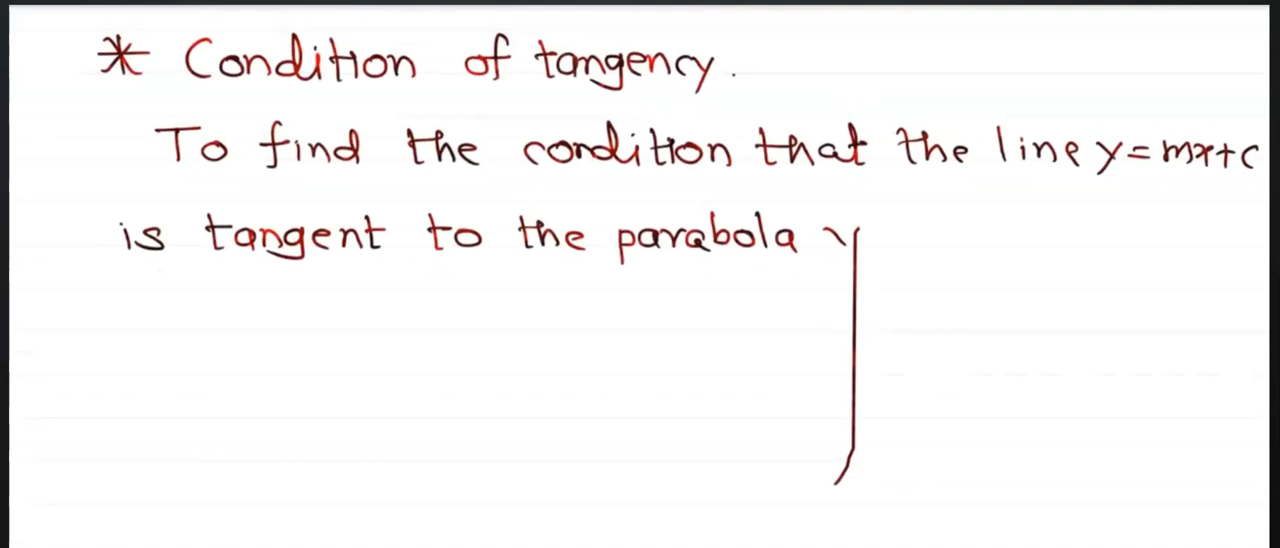 * Condition of tangency.
To find the condition that the line y=mx+c
is tangent to the parabola y